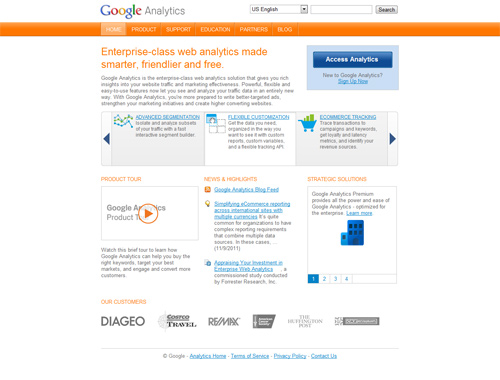 Google Analytics
US English
Search
HOME PRODUCT SUPPORT EDUCATION PARTNERS BLOG
Enterprise-class web analytics made
smarter, friendlier and free.
Google Analytics is the enterprise-class web analytics solution that gives you rich
insights into your website traffic and marketing effectiveness. Powerful, flexible and
easy-to-use features now let you see and analyze your traffic data in an entirely new
way. With Google Analytics, you're more prepared to write better-targeted ads,
strengthen your marketing initiatives and create higher converting websites.
Access Analytics
New to Google Analytics?
Sign Up Now
ADVANCED SEGMENTATION
Isolate and analyze subsets
of your traffic with a fast
interactive segment builder.
FLEXIBLE CUSTOMIZATION
Get the data you need,
organized in the way you
want to see it with custom
reports, custom variables,
and a flexible tracking API.
ECOMMERCE TRACKING
Trace transactions to
campaigns and keywords,
get loyalty and latency
metrics, and identify your
revenue sources.
PRODUCT TOUR
Google Analytics
Product Tour
Watch this brief tour to learn how
Google Analytics can help you buy the
right keywords, target your best
markets, and engage and convert more
customers.
NEWS & HIGHLIGHTS
Google Analytics Blog Feed
Simplifying eCommerce reporting
across international sites with
multiple currencies It's quite
common for organizations to have
complex reporting requirements
that combine multiple data
sources. In these cases, ...
(11/9/2011)
Appraising Your Investment in
Enterprise Web Analytics , a
commissioned study conducted
by Forrester Research, Inc.
STRATEGIC SOLUTIONS
Google Analytics Premium
provides all the power and ease of
Google Analytics - optimized for
the enterprise. Learn more
1 2 3 4
OUR CUSTOMERS
DIAGEO
COSTCO
TRAVEL
RE/MAX
THE
HUFFINGTON
POST
© Google - Analytics Home - Terms of Service - Privacy Policy - Contact Us